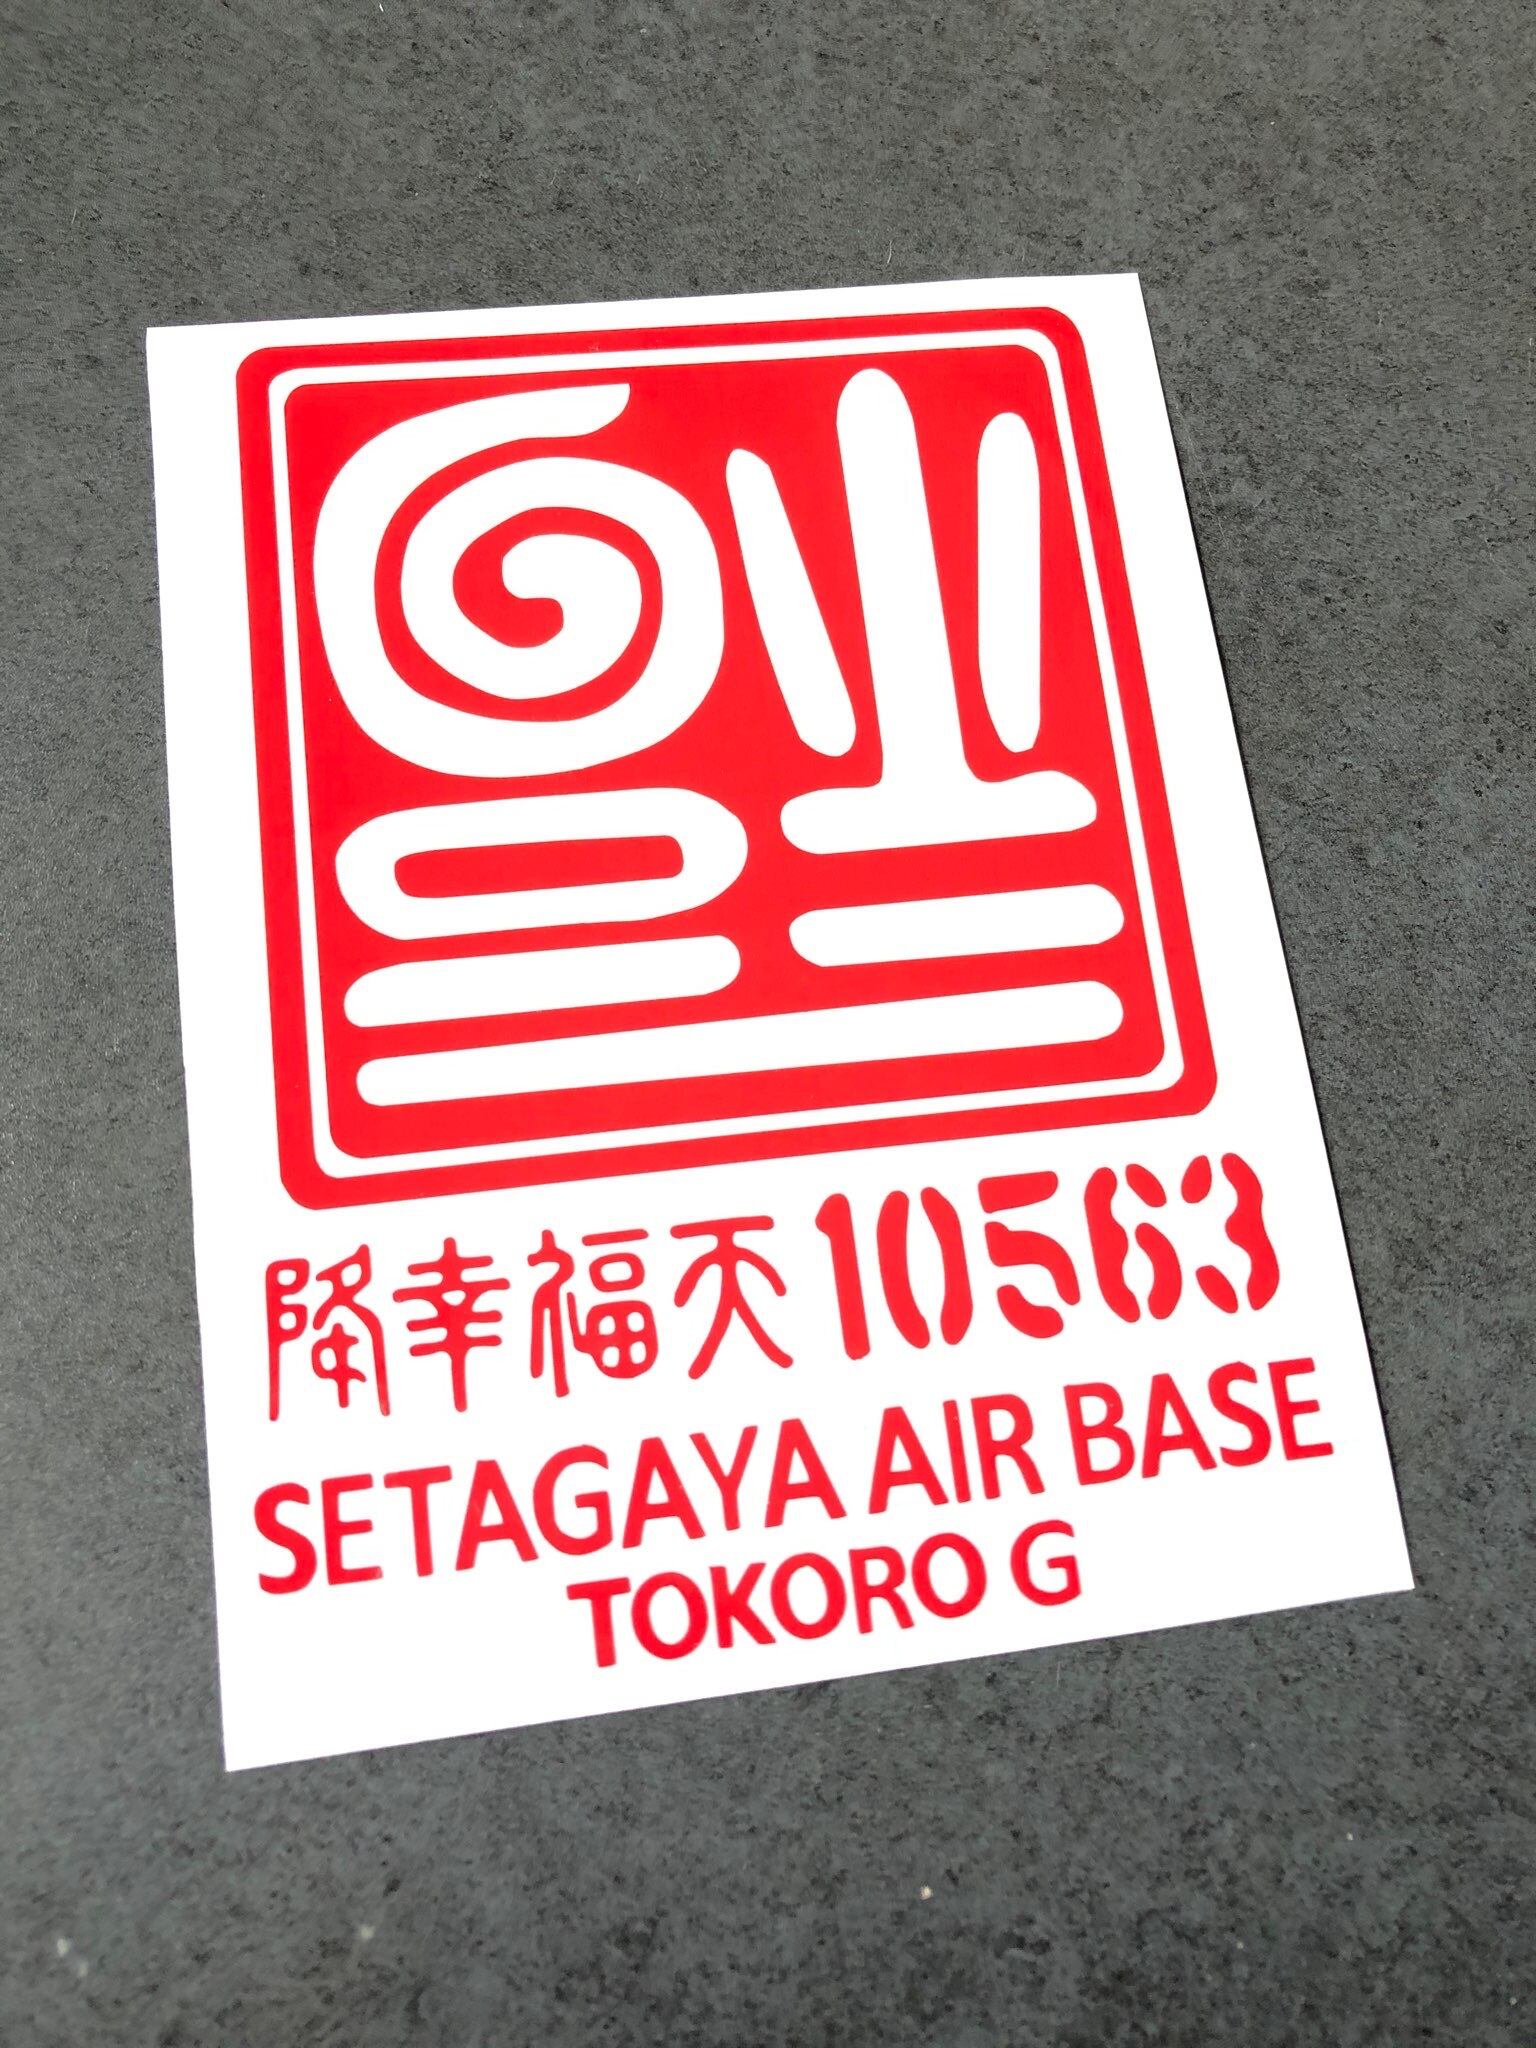 降幸福天10563
SETAGAYA AIR BASE
TOKORO G